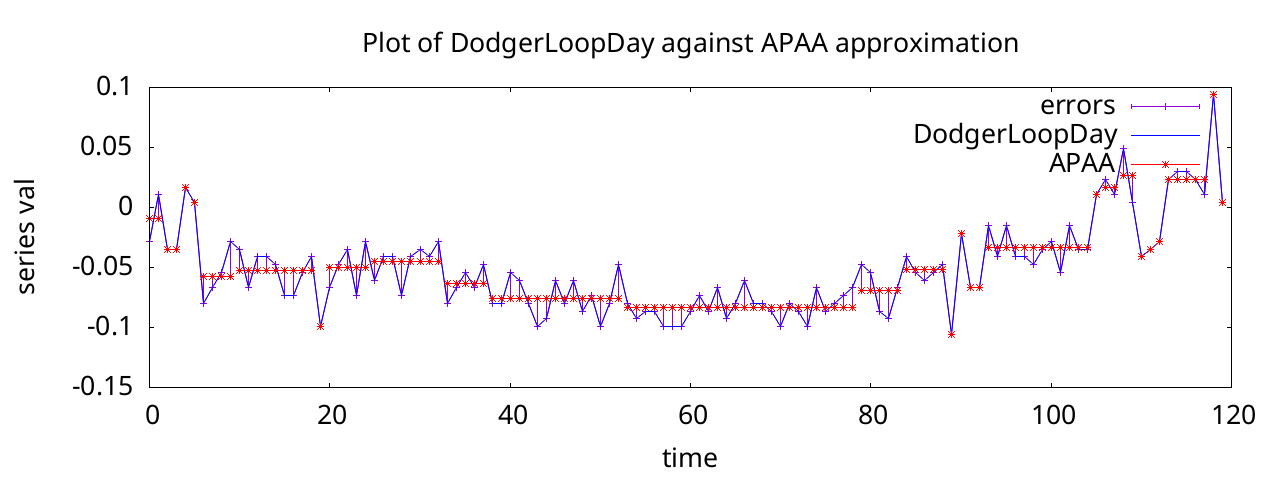 Plot of DodgerLoopDay against APAA approximation
errors
DodgerLoopDay
APAA
series val
0.1
0.05
0
-0.05
-0.1
-0.15
0 20 40 60 80 100 120
time